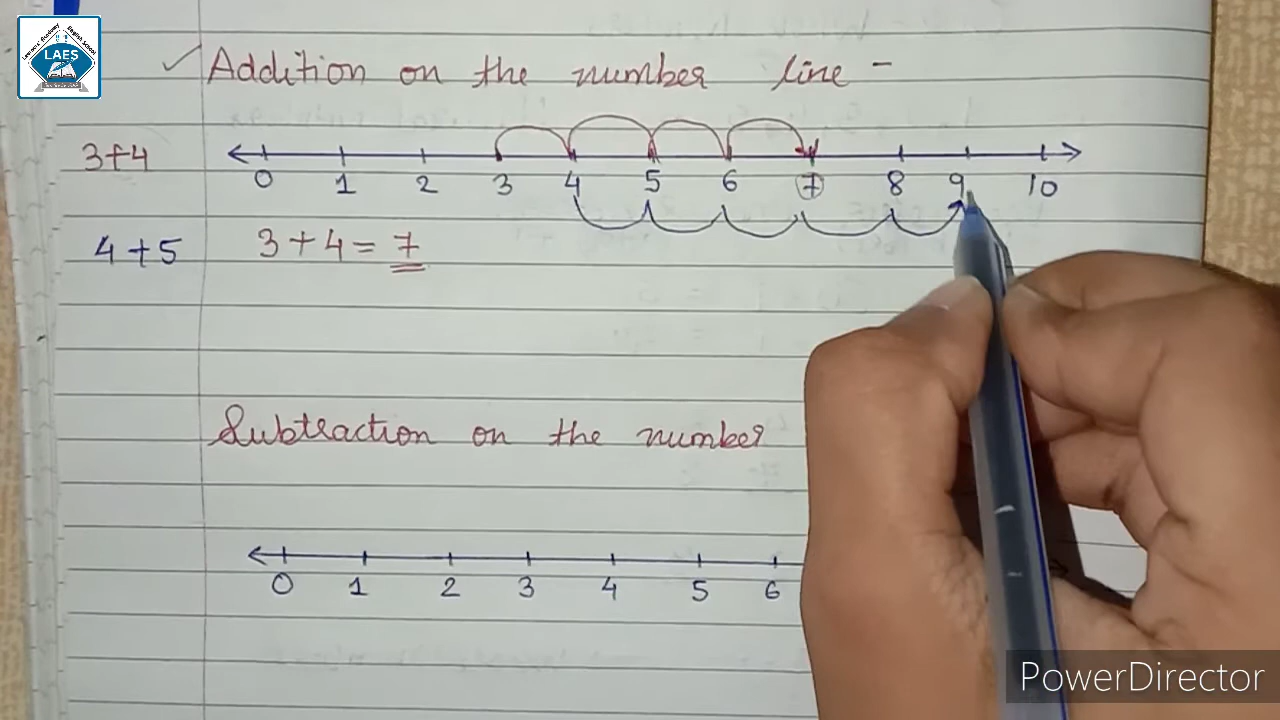 LAES
Addition on the number line -
3+4
0 1 2 3 4 5 6 7 8 9 10
4+5
3+4= 7
Subtraction on the number
0 1 2 3 4 5 6
PowerDirector